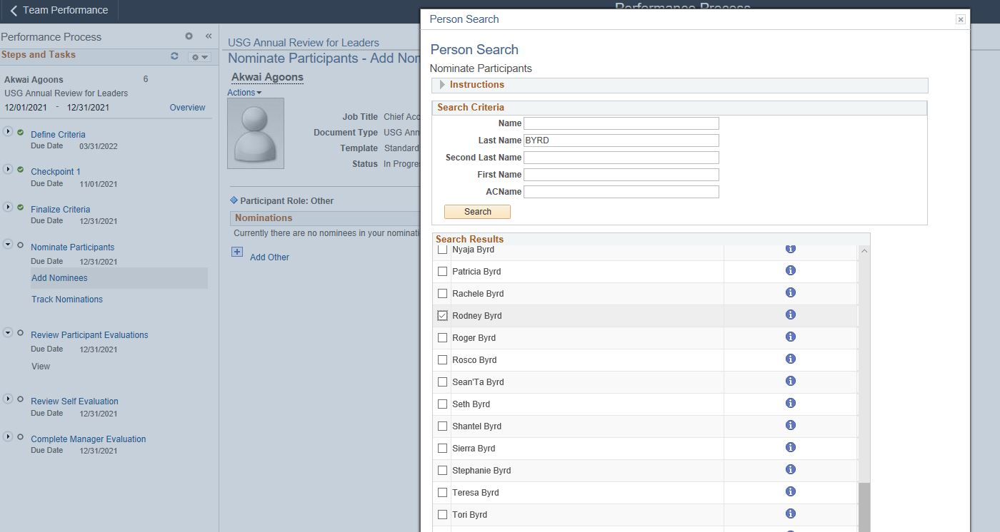 Team Performance
Performance Process
Performance Process
Steps and Tasks
Akwai Agoons 6
USG Annual Review for Leaders
12/01/2021 - 12/31/2021 Overview
Define Criteria
Due Date 03/31/2022
Checkpoint 1
Due Date 11/01/2021
Finalize Criteria
Due Date 12/31/2021
Nominate Participants
Due Date 12/31/2021
Add Nominees
Track Nominations
Review Participant Evaluations
Due Date 12/31/2021
View
Review Self Evaluation
Due Date 12/31/2021
Complete Manager Evaluation
Due Date 12/31/2021
USG Annual Review for Leaders
Nominate Participants - Add Nor
Akwai Agoons
Actions
Job Title Chief Acc
Document Type USG Ann
Template Standard
Status In Progres
Participant Role: Other
Nominations
Currently there are no nominees in your nominati
Add Other
Person Search
Person Search
Nominate Participants
Instructions
Search Criteria
Name
Last Name BYRD
Second Last Name
First Name
ACName
Search
Search Results
Nyaja Byrd
Patricia Byrd
Rachele Byrd
Rodney Byrd
Roger Byrd
Rosco Byrd
Sean'Ta Byrd
Seth Byrd
Shantel Byrd
Sierra Byrd
Stephanie Byrd
Teresa Byrd
Tori Byrd